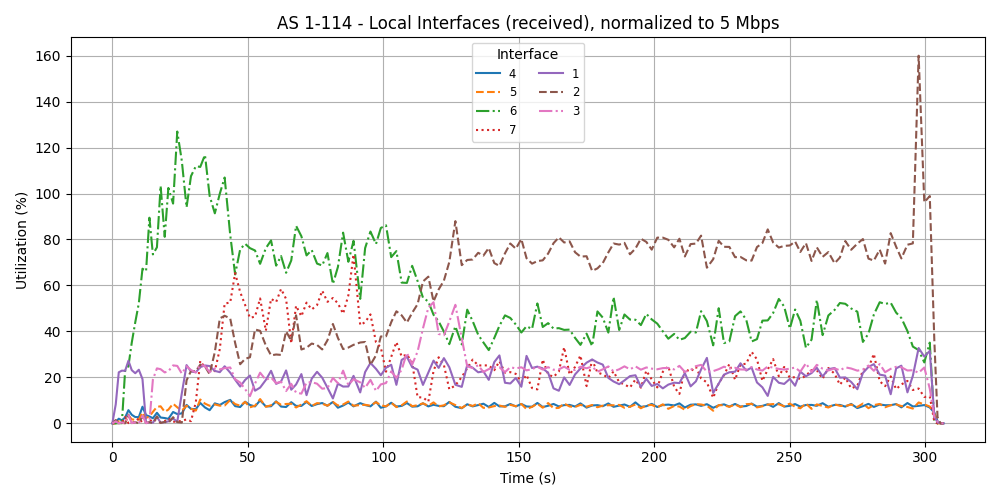 AS 1-114 - Local Interfaces (received), normalized to 5 Mbps
Interface
4 1
5 2
6 3
7
160
140
120
100
80
60
40
20
0
Utilization (%)
0 50 100 150 200 250 300
Time (s)